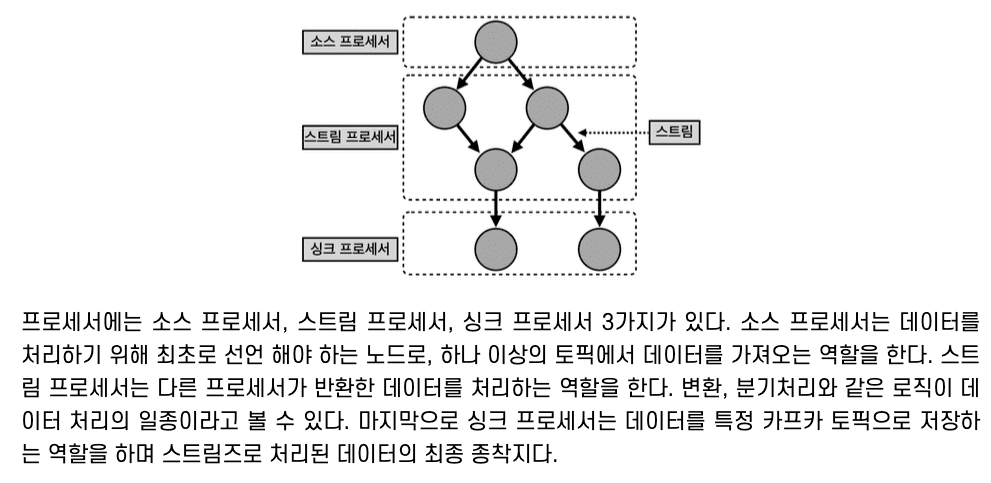 소스 프로세서
스트림 프로세서
스트림
싱크 프로세서
프로세서에는 소스 프로세서, 스트림 프로세서, 싱크 프로세서 3가지가 있다. 소스 프로세서는 데이터를
처리하기 위해 최초로 선언 해야 하는 노드로, 하나 이상의 토픽에서 데이터를 가져오는 역할을 한다. 스트
림 프로세서는 다른 프로세서가 반환한 데이터를 처리하는 역할을 한다. 변환, 분기처리와 같은 로직이 데
이터 처리의 일종이라고 볼 수 있다. 마지막으로 싱크 프로세서는 데이터를 특정 카프카 토픽으로 저장하
는 역할을 하며 스트림즈로 처리된 데이터의 최종 종착지다.